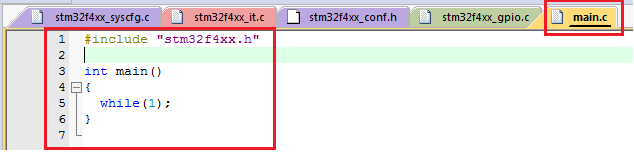 stm32f4xx_syscfg.c stm32f4xx_it.c stm32f4xx_conf.h stm32f4xx_gpio.c main.c
1 #include "stm32f4xx.h"
2
3 int main()
4 {
5 while(1);
6 }
7